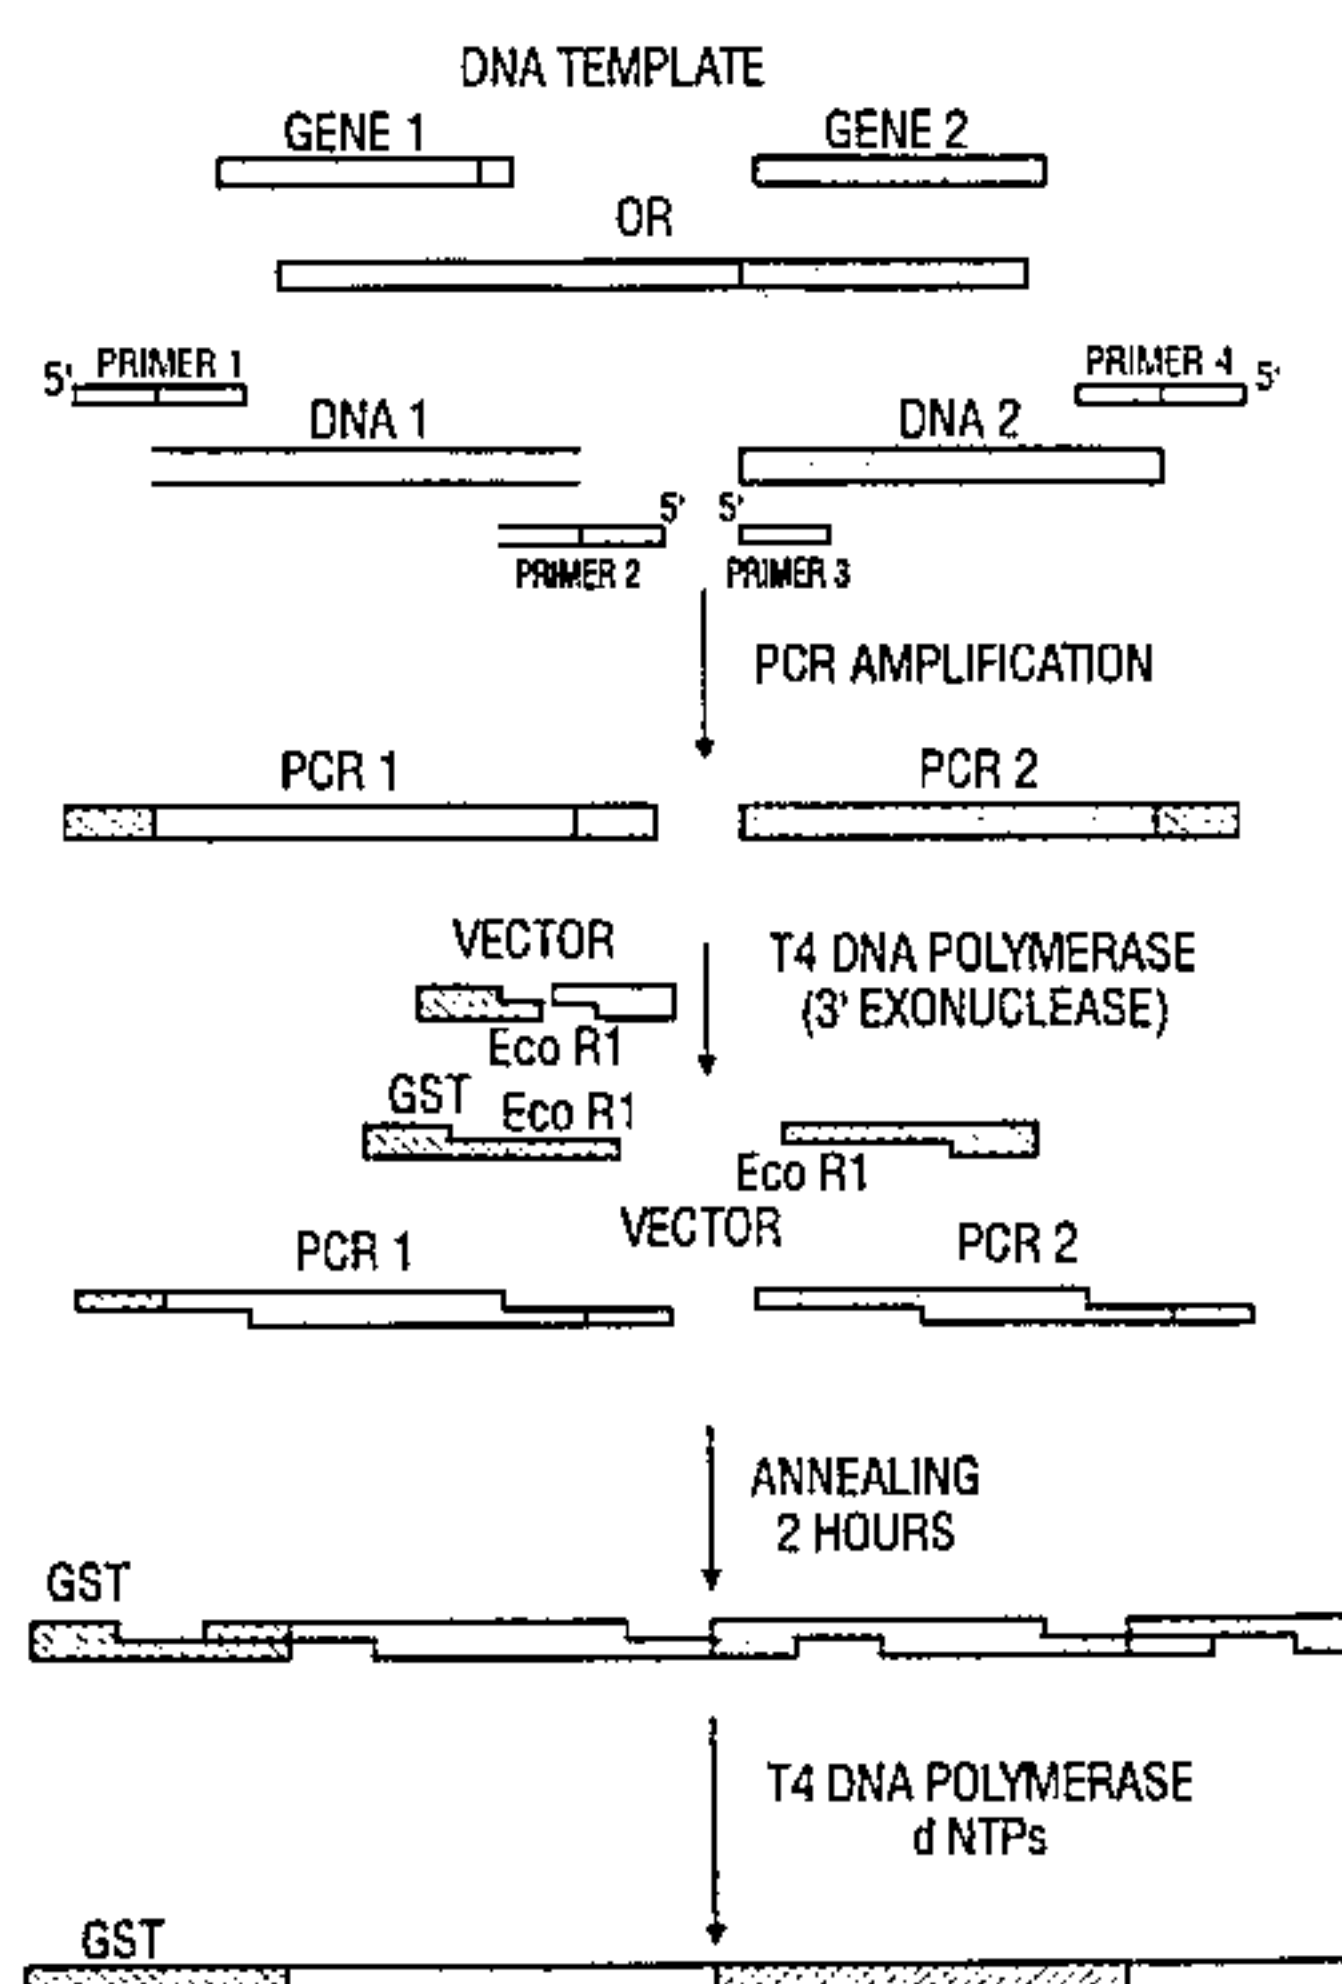 DNA TEMPLATE
GENE 1 GENE 2
OR
5' PRIMER 1 PRIMER 4 5'
DNA 1 DNA 2
5' 5'
PRIMER 2 PRIMER 3
PCR AMPLIFICATION
PCR 1 PCR 2
VECTOR T4 DNA POLYMERASE
(3' EXONUCLEASE)
Eco R1
GST Eco R1
Eco R1
VECTOR
PCR 1 PCR 2
ANNEALING
2 HOURS
GST
T4 DNA POLYMERASE
d NTPs
GST